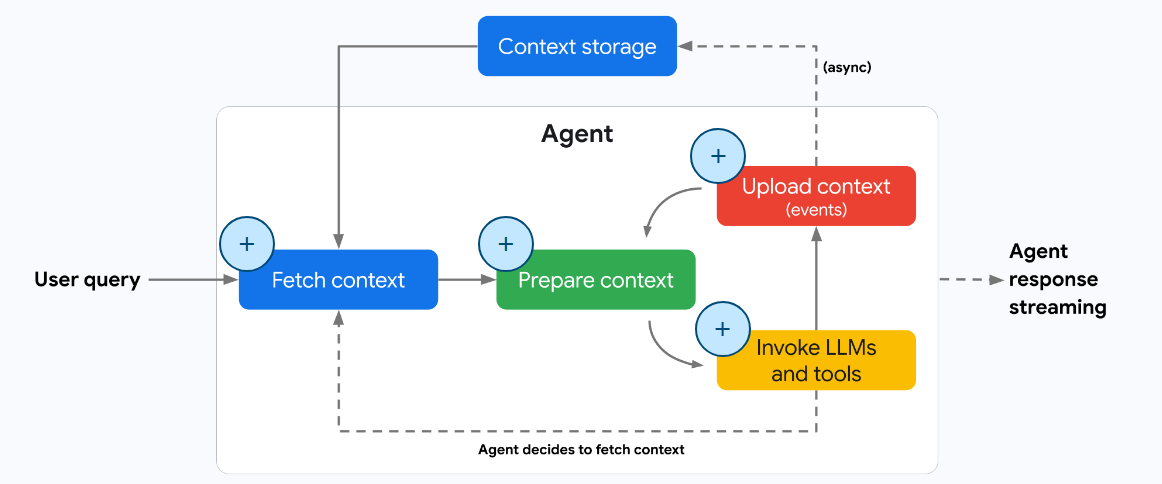 Context storage
(async)
Agent
+
Upload context
(events)
+
Fetch context
+
Prepare context
User query
Agent
response
streaming
+
Invoke LLMs
and tools
Agent decides to fetch context